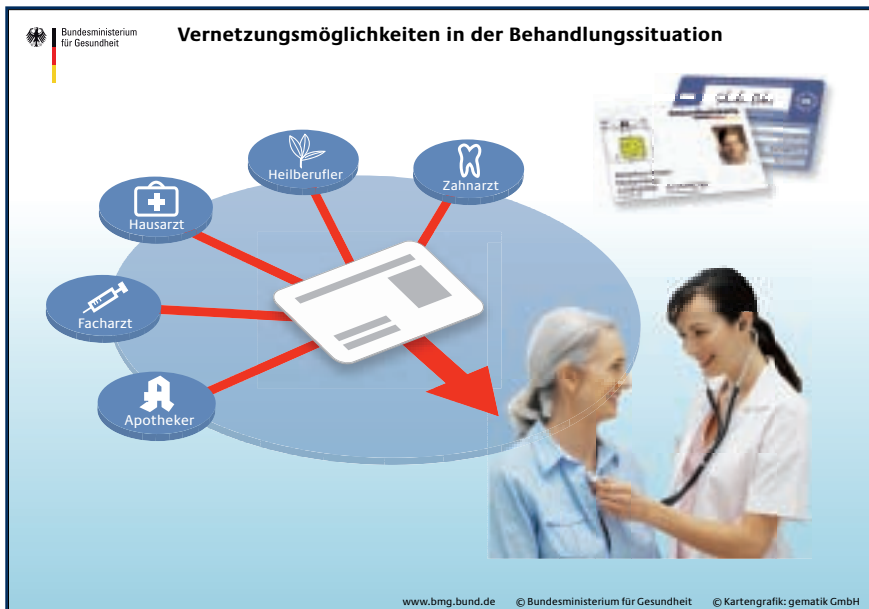 Bundesministerium
für Gesundheit
Vernetzungsmöglichkeiten in der Behandlungssituation
Heilberufler
Zahnarzt
Hausarzt
Facharzt
Apotheker
www.bmg.bund.de © Bundesministerium für Gesundheit © Kartengrafik: gematik GmbH